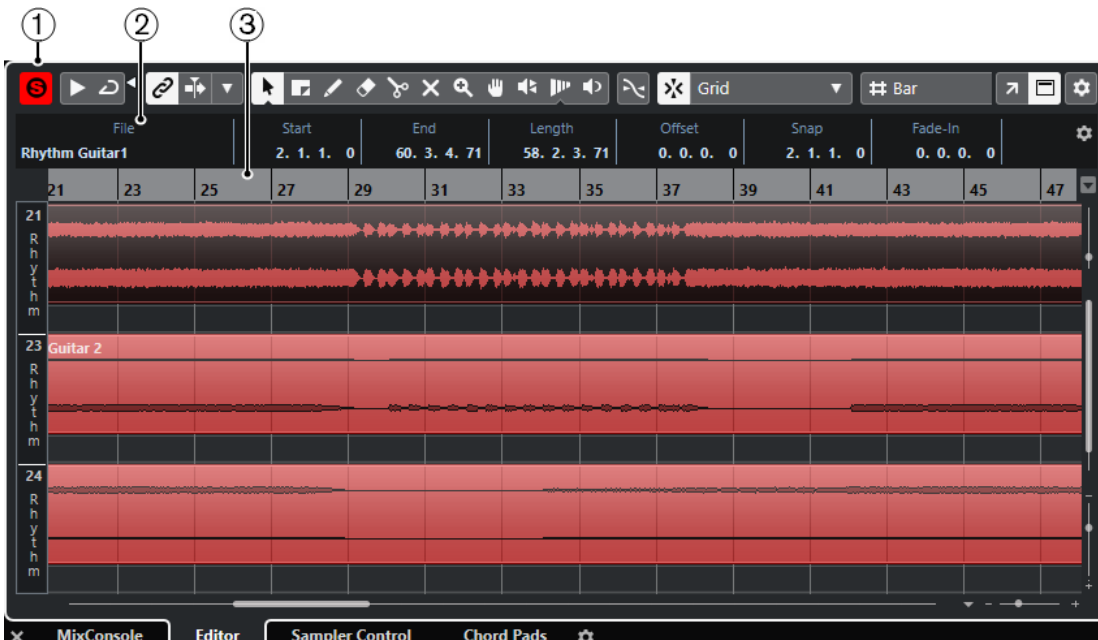 1 2 3
S Grid Bar
File Start End Length Offset Snap Fade-In
Rhythm Guitar1 2. 1. 1. 0 60. 3. 4. 71 58. 2. 3. 71 0. 0. 0. 0 2. 1. 1. 0 0. 0. 0. 0
21 23 25 27 29 31 33 35 37 39 41 43 45 47
21
Rhythm
23 Guitar 2
Rhythm
24
Rhythm
MixConsole Editor Sampler Control Chord Pads